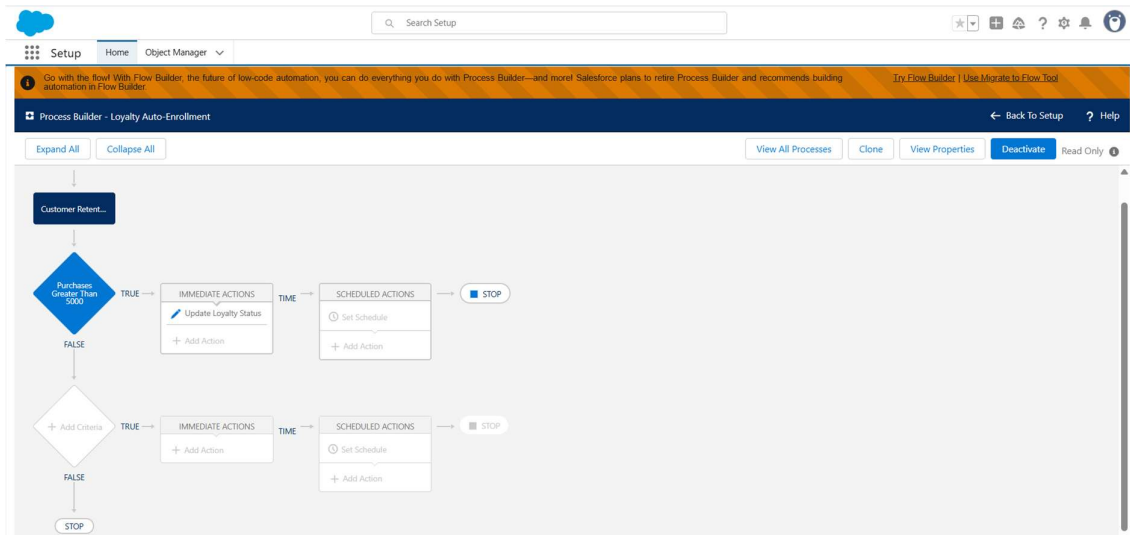 Search Setup
Setup
Home
Object Manager
Go with the flow! With Flow Builder, the future of low-code automation, you can do everything you do with Process Builder—and more! Salesforce plans to retire Process Builder and recommends building
automation in Flow Builder.
Try Flow Builder | Use Migrate to Flow Tool
Process Builder - Loyalty Auto-Enrollment
Back To Setup
? Help
Expand All
Collapse All
View All Processes
Clone
View Properties
Deactivate
Read Only
Customer Retent...
Purchases
Greater Than
5000
TRUE
IMMEDIATE ACTIONS
TIME
SCHEDULED ACTIONS
STOP
Update Loyalty Status
Set Schedule
+ Add Action
+ Add Action
FALSE
+ Add Criteria
TRUE
IMMEDIATE ACTIONS
TIME
SCHEDULED ACTIONS
STOP
+ Add Action
Set Schedule
+ Add Action
FALSE
STOP